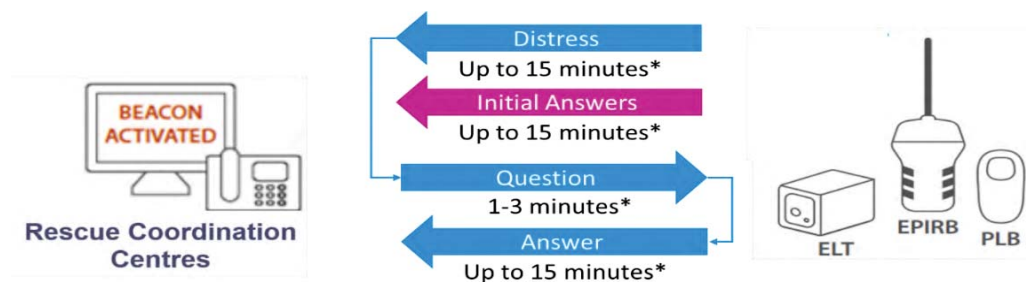 Distress
Up to 15 minutes*
Initial Answers
Up to 15 minutes*
BEACON
ACTIVATED
Question
1-3 minutes*
Answer
Up to 15 minutes*
Rescue Coordination
Centres
ELT
EPIRB
PLB